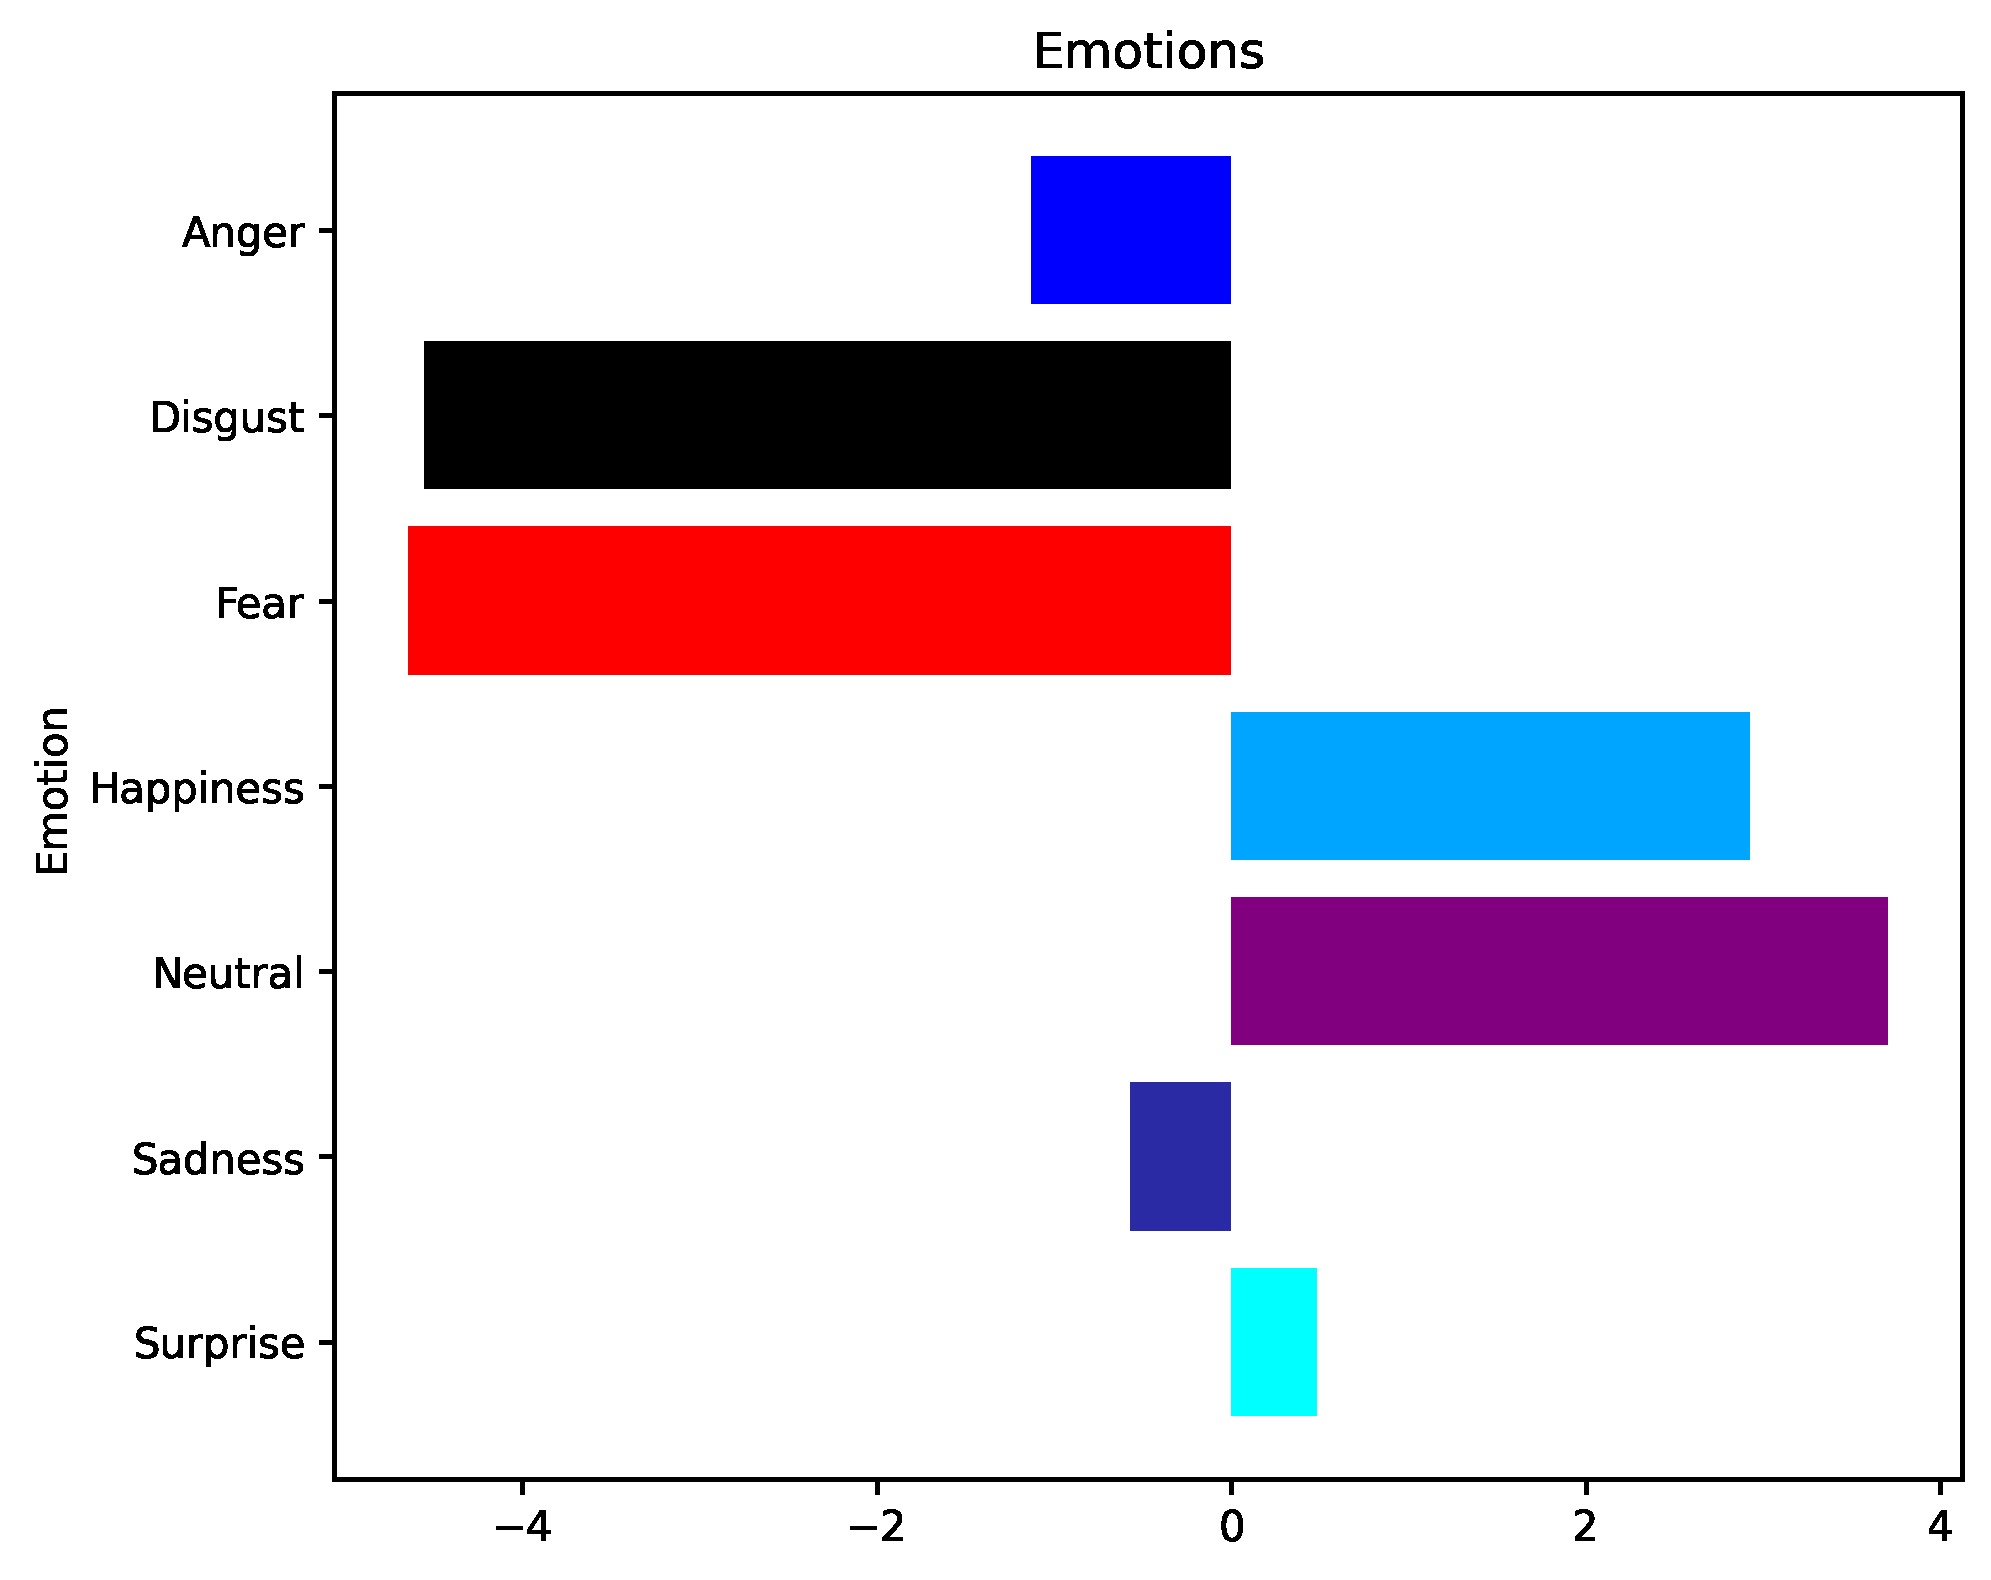 Emotions
Anger
Disgust
Fear
Happiness
Neutral
Sadness
Surprise
Emotion
−4
−2
0
2
4